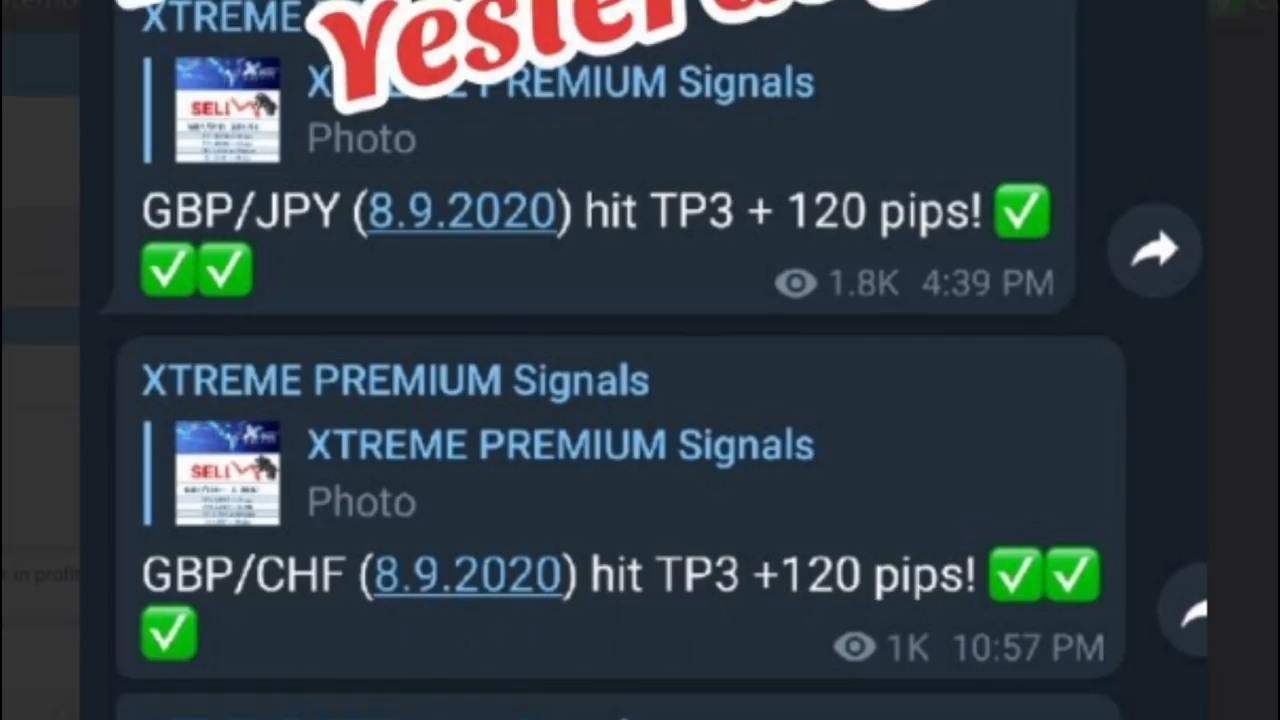 XTREME
Yesterday
PREMIUM Signals
Photo
GBP/JPY (8.9.2020) hit TP3 + 120 pips! ✅
✅✅
1.8K 4:39 PM
XTREME PREMIUM Signals
SELL
XTREME PREMIUM Signals
Photo
GBP/CHF (8.9.2020) hit TP3 +120 pips! ✅✅
✅
1K 10:57 PM